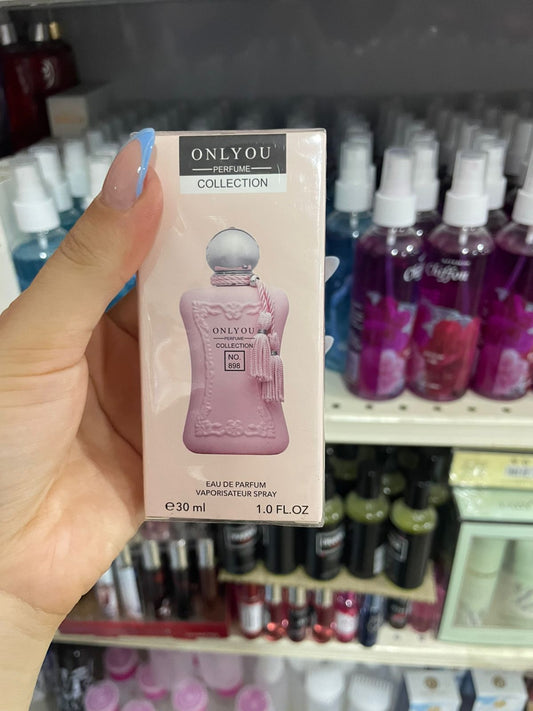 ONLYOU
PERFUME
COLLECTION
ONLYOU
PERFUME
COLLECTION
NO.
898
EAU DE PARFUM
VAPORISATEUR SPRAY
e30 ml 1.0 FL.OZ
Chiffon